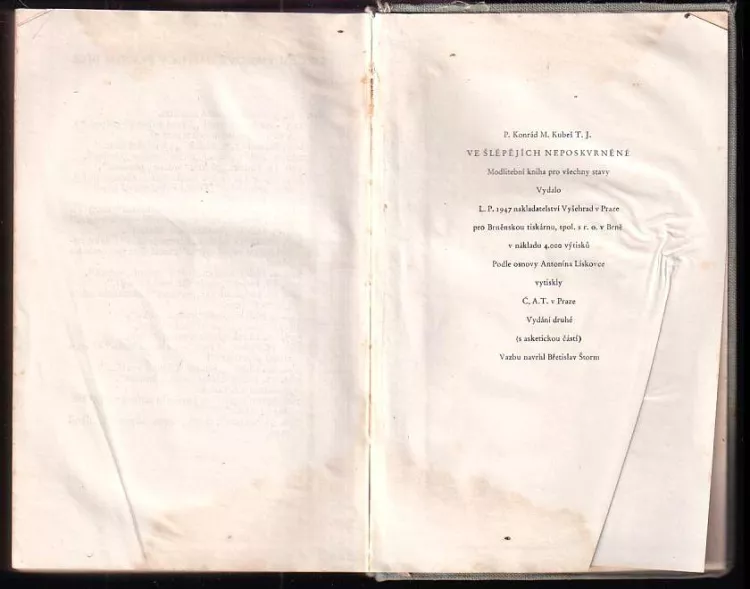 P. Konrád M. Kubeš T. J.
VE ŠLÉPĚJÍCH NEPOSKVRNĚNÉ
Modlitební kniha pro všechny stavy
Vydalo
L. P. 1947 nakladatelství Vyšehrad v Praze
pro Brněnskou tiskárnu, spol. s r. o. v Brně
v nákladu 4.000 výtisků
Podle osnovy Antonína Lískovce
vytiskly
Č. A. T. v Praze
Vydání druhé
(s asketickou částí)
Vazbu navrhl Břetislav Štorm